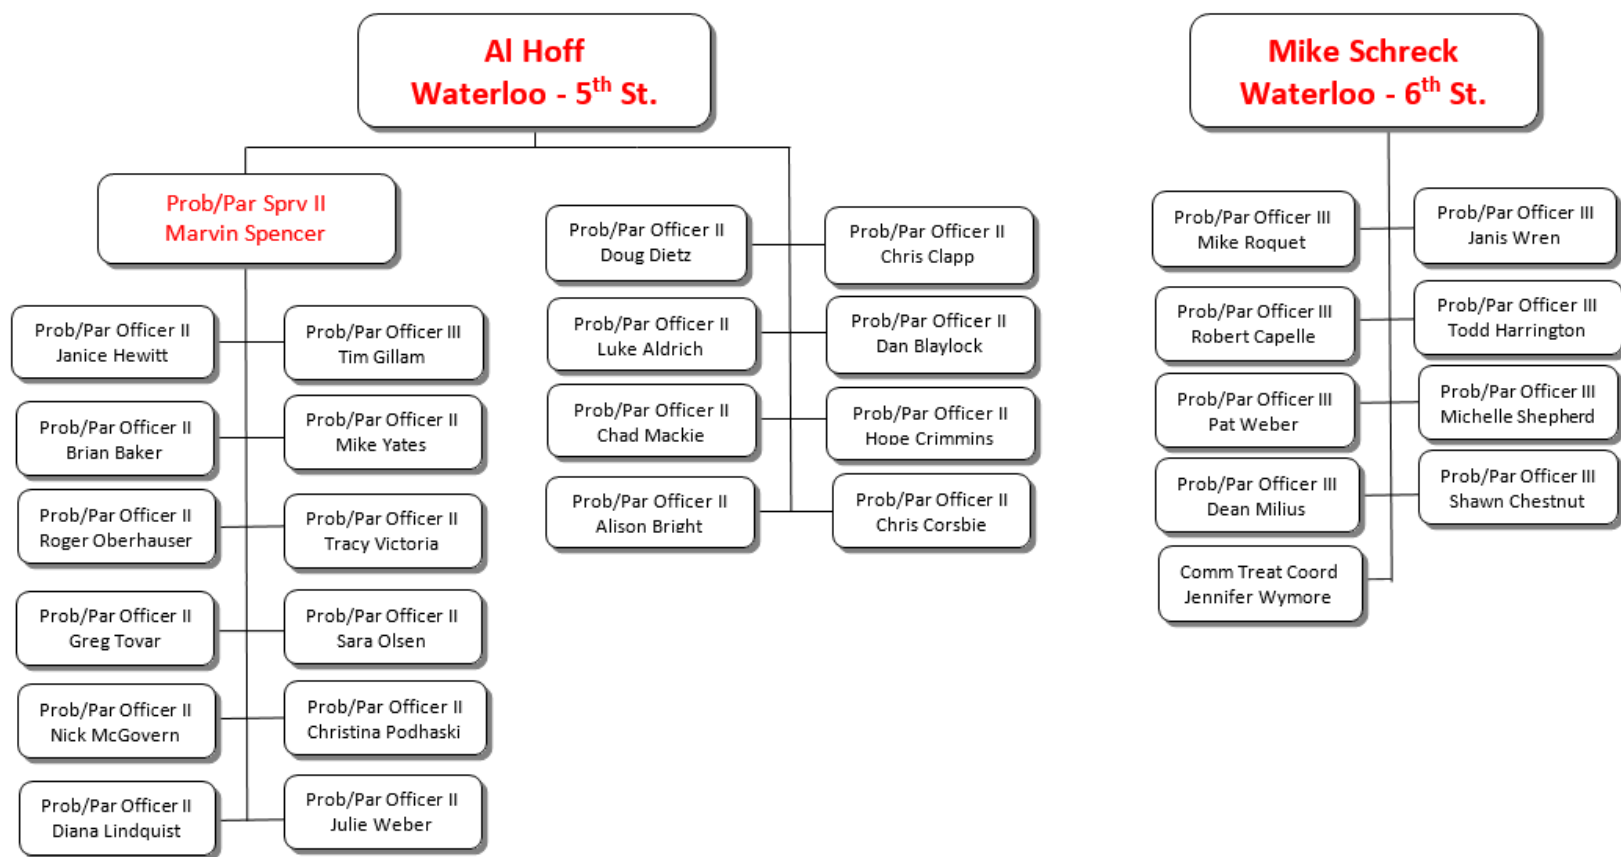 Al Hoff
Waterloo - 5th St.
Mike Schreck
Waterloo - 6th St.
Prob/Par Sprv II
Marvin Spencer
Prob/Par Officer II
Janice Hewitt
Prob/Par Officer III
Tim Gillam
Prob/Par Officer II
Brian Baker
Prob/Par Officer II
Mike Yates
Prob/Par Officer II
Roger Oberhauser
Prob/Par Officer II
Tracy Victoria
Prob/Par Officer II
Greg Tovar
Prob/Par Officer II
Sara Olsen
Prob/Par Officer II
Nick McGovern
Prob/Par Officer II
Christina Podhaski
Prob/Par Officer II
Diana Lindquist
Prob/Par Officer II
Julie Weber
Prob/Par Officer II
Doug Dietz
Prob/Par Officer II
Chris Clapp
Prob/Par Officer II
Luke Aldrich
Prob/Par Officer II
Dan Blaylock
Prob/Par Officer II
Chad Mackie
Prob/Par Officer II
Hope Crimmins
Prob/Par Officer II
Alison Bright
Prob/Par Officer II
Chris Corsbie
Prob/Par Officer III
Mike Roquet
Prob/Par Officer III
Janis Wren
Prob/Par Officer III
Robert Capelle
Prob/Par Officer III
Todd Harrington
Prob/Par Officer III
Pat Weber
Prob/Par Officer III
Michelle Shepherd
Prob/Par Officer III
Dean Milius
Prob/Par Officer III
Shawn Chestnut
Comm Treat Coord
Jennifer Wymore